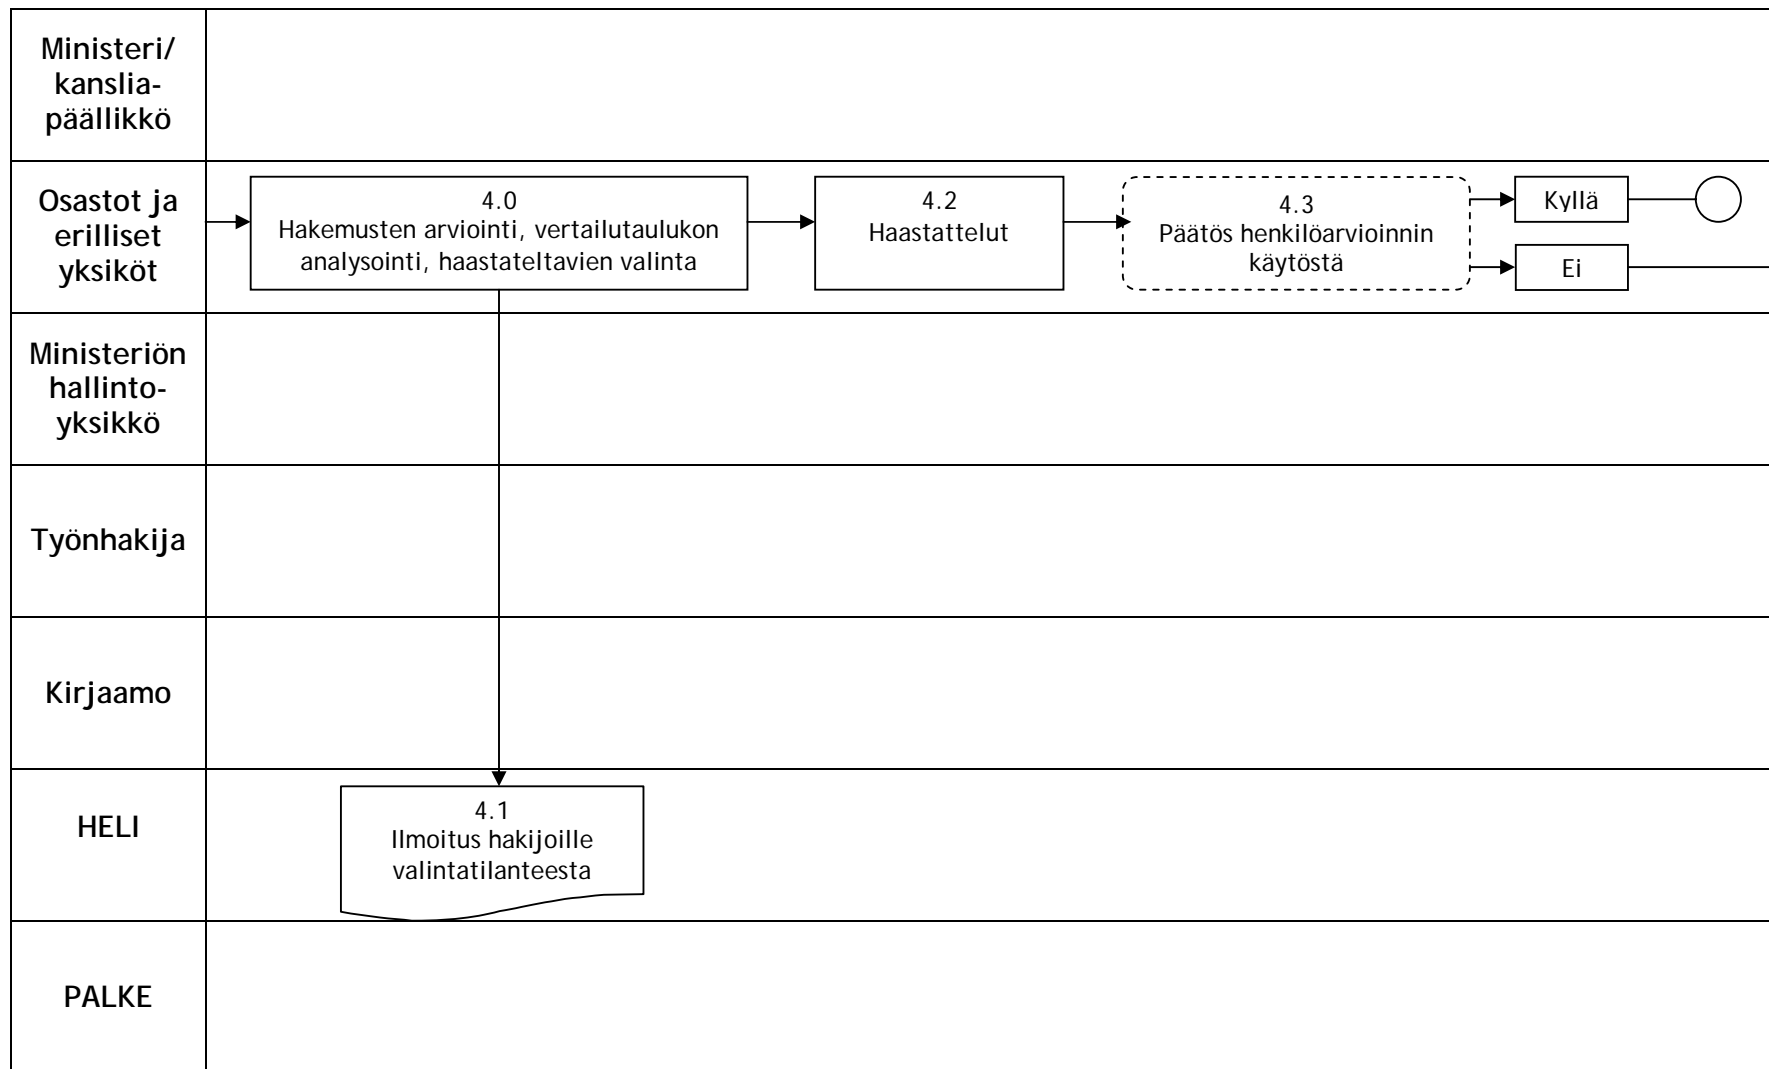 Ministeri/
kanslia-
päällikkö
Osastot ja
erilliset
yksiköt
4.0
Hakemusten arviointi, vertailutaulukon
analysointi, haastateltavien valinta
4.2
Haastattelut
4.3
Päätös henkilöarvioinnin
käytöstä
Kyllä
Ei
Ministeriön
hallinto-
yksikkö
Työnhakija
Kirjaamo
HELI
4.1
Ilmoitus hakijoille
valintatilanteesta
PALKE